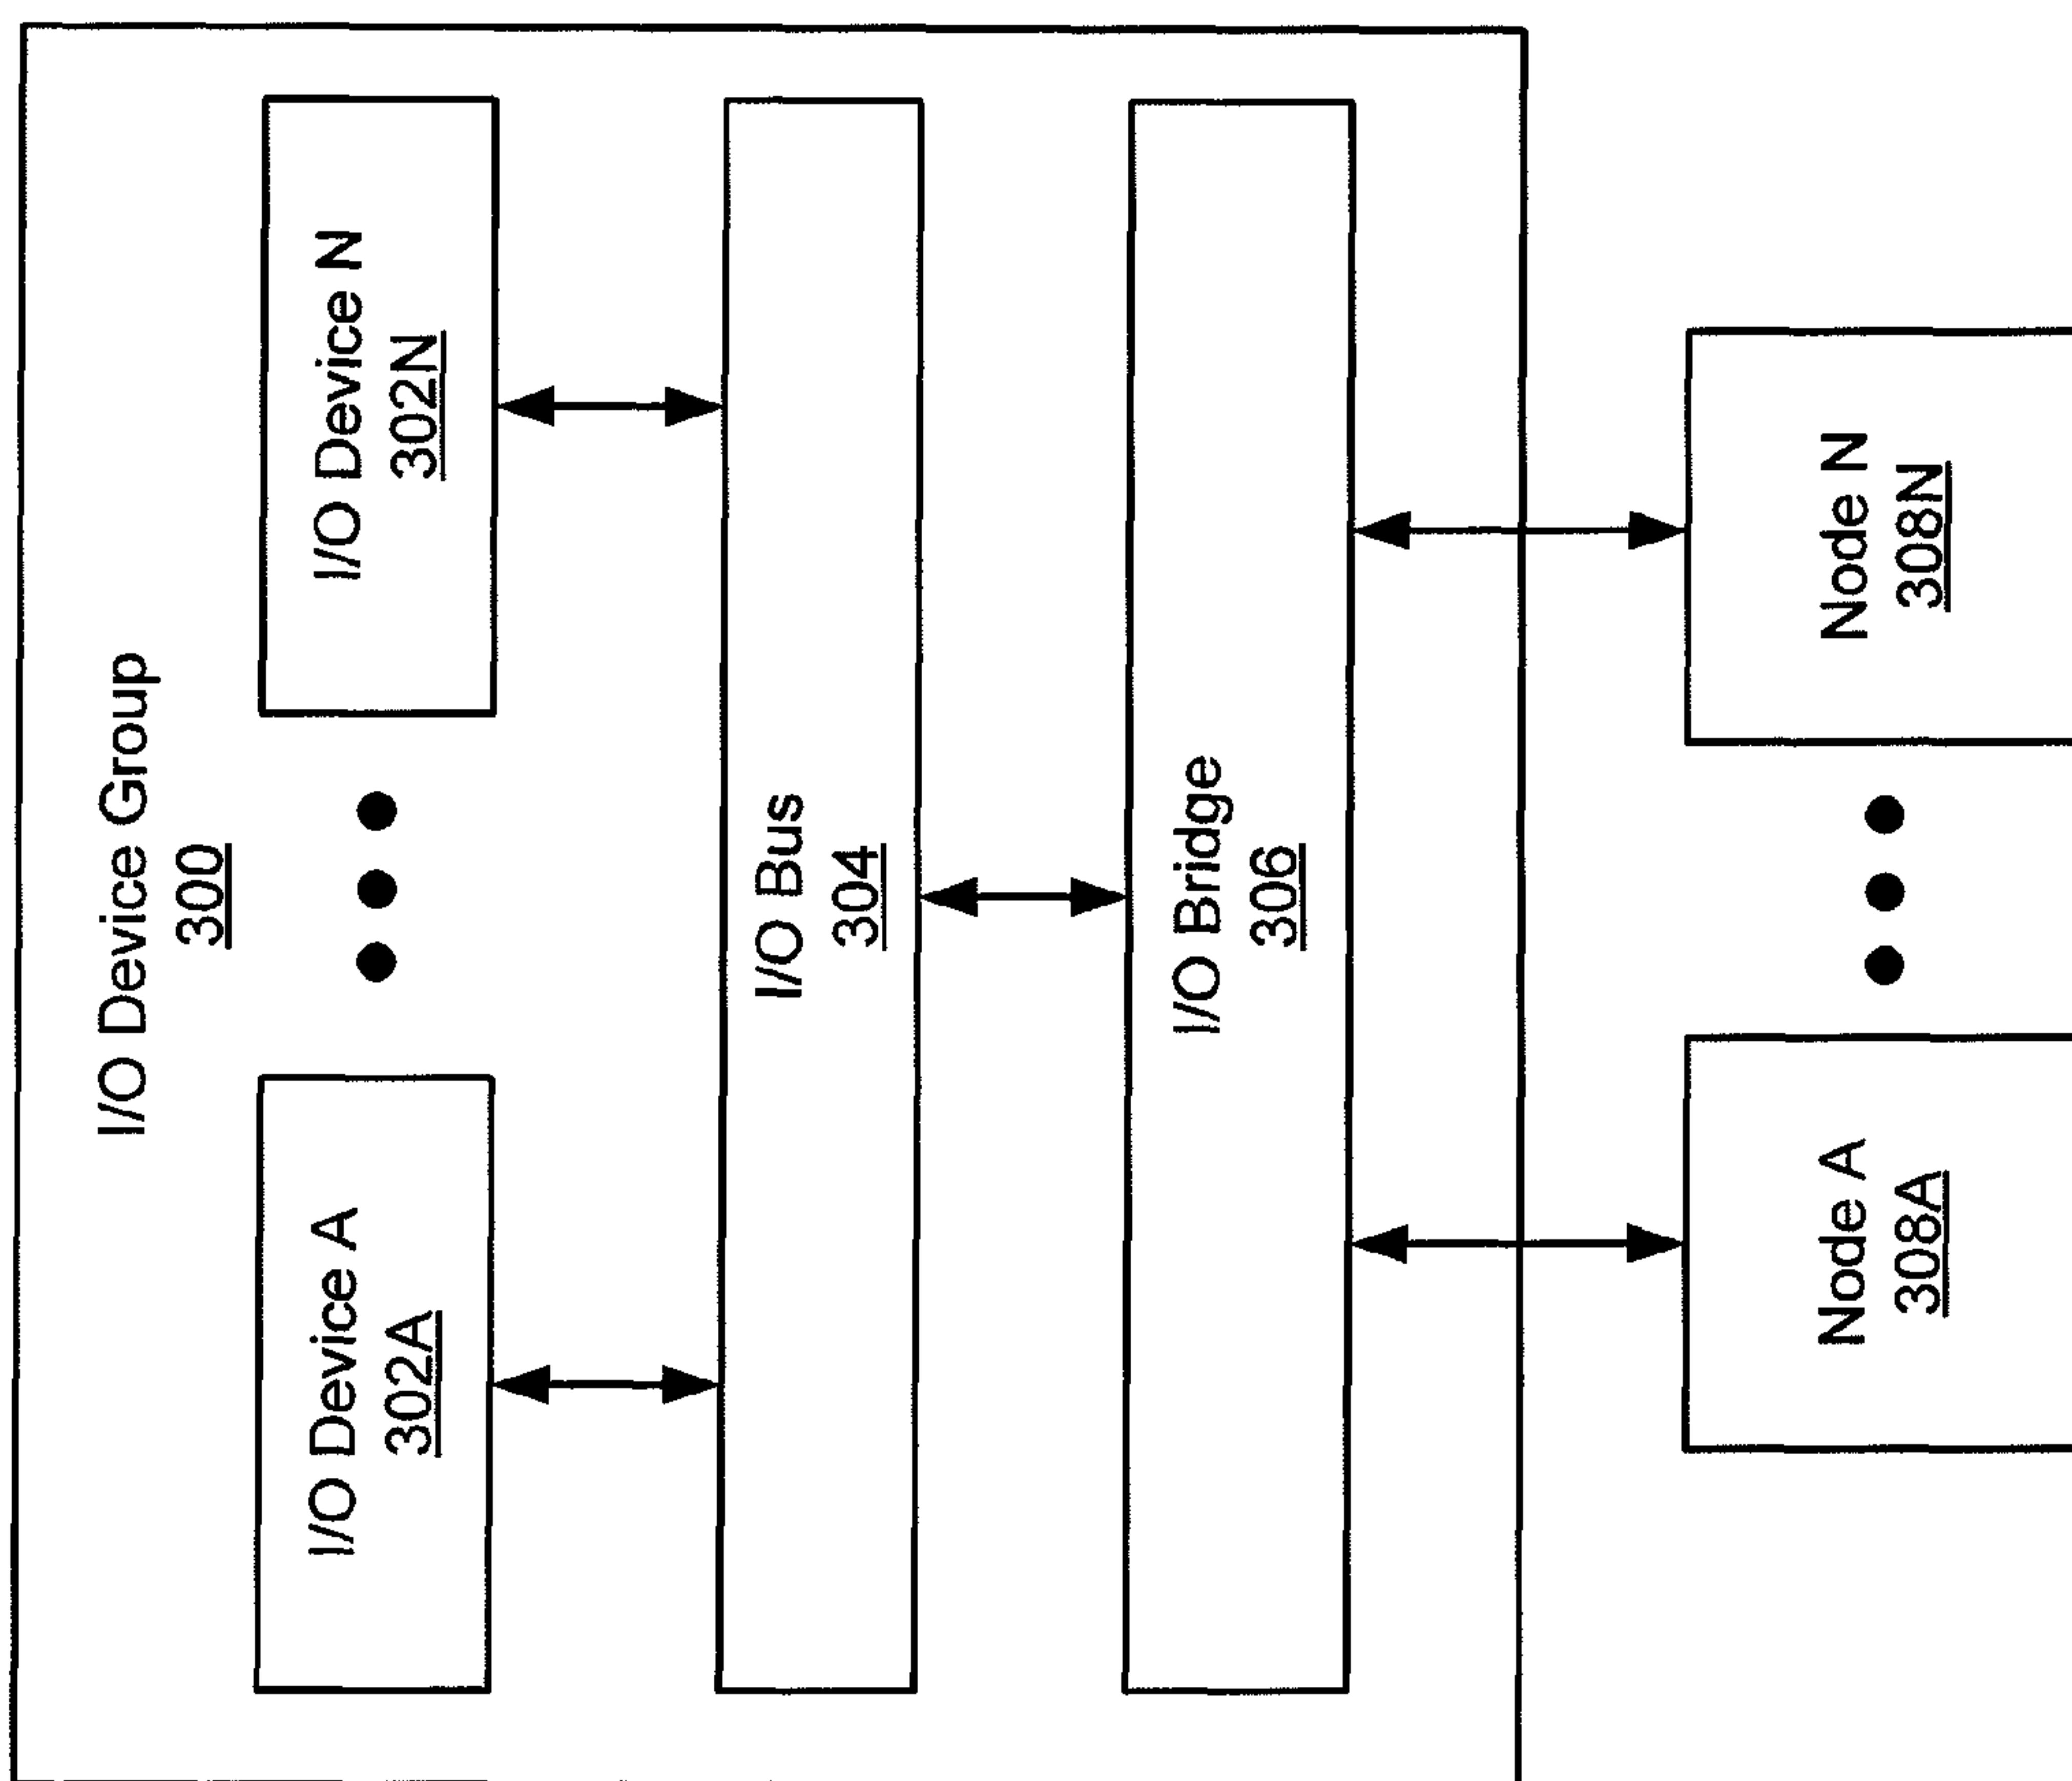 I/O Device Group
300
I/O Device A
302A
I/O Device N
302N
I/O Bus
304
I/O Bridge
306
Node A
308A
Node N
308N